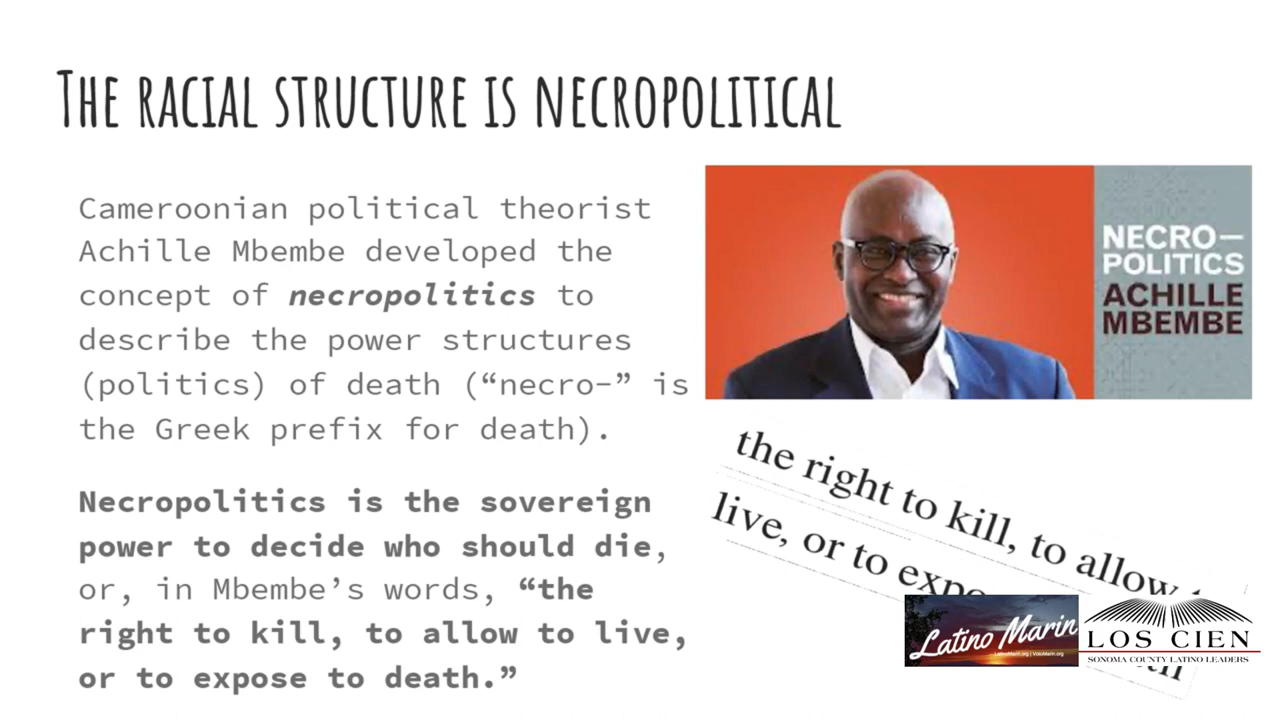 THE RACIAL STRUCTURE IS NECROPOLITICAL
Cameroonian political theorist
Achille Mbembe developed the
concept of necropolitics to
describe the power structures
(politics) of death (“necro-” is
the Greek prefix for death).
Necropolitics is the sovereign
power to decide who should die,
or, in Mbembe’s words, “the
right to kill, to allow to live,
or to expose to death.”
NECRO—
POLITICS
ACHILLE
MBEMBE
the right to kill, to allow
live, or to
Latino Marin
LatinoMarin.org | VotoMarin.org
LOS CIEN
SONOMA COUNTY LATINO LEADERS